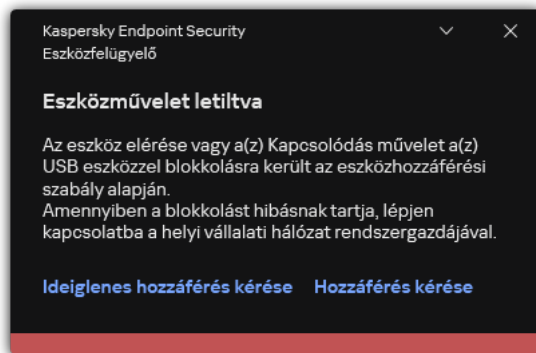 Kaspersky Endpoint Security
Eszközfelügyelő
Eszközművelet letiltva
Az eszköz elérése vagy a(z) Kapcsolódás művelet a(z)
USB eszközzel blokkolásra került az eszközhozzáférési
szabály alapján.
Amennyiben a blokkolást hibásnak tartja, lépjen
kapcsolatba a helyi vállalati hálózat rendszergazdájával.
Ideiglenes hozzáférés kérése Hozzáférés kérése